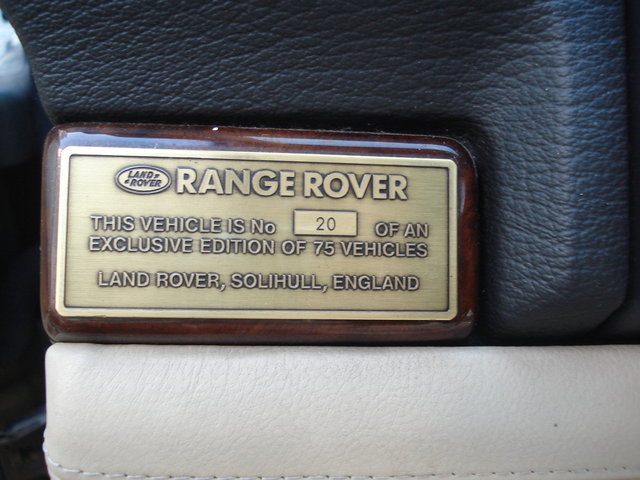 LAND ROVER RANGE ROVER
THIS VEHICLE IS No 20 OF AN
EXCLUSIVE EDITION OF 75 VEHICLES
LAND ROVER, SOLIHULL, ENGLAND